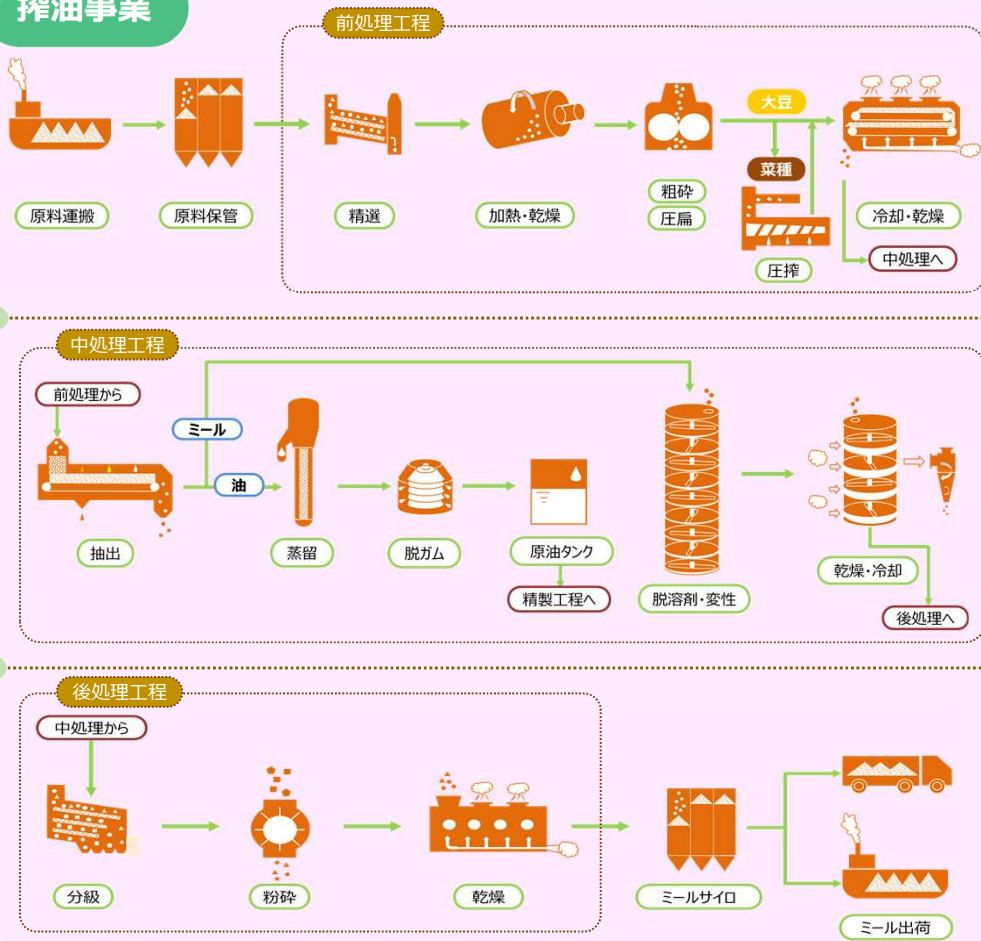 搾油事業
前処理工程
原料運搬
原料保管
精選
加熱・乾燥
粗砕
圧扁
大豆
菜種
圧搾
冷却・乾燥
中処理へ
中処理工程
前処理から
ミール
油
抽出
蒸留
脱ガム
原油タンク
精製工程へ
脱溶剤・変性
乾燥・冷却
後処理へ
後処理工程
中処理から
分級
粉砕
乾燥
ミールサイロ
ミール出荷